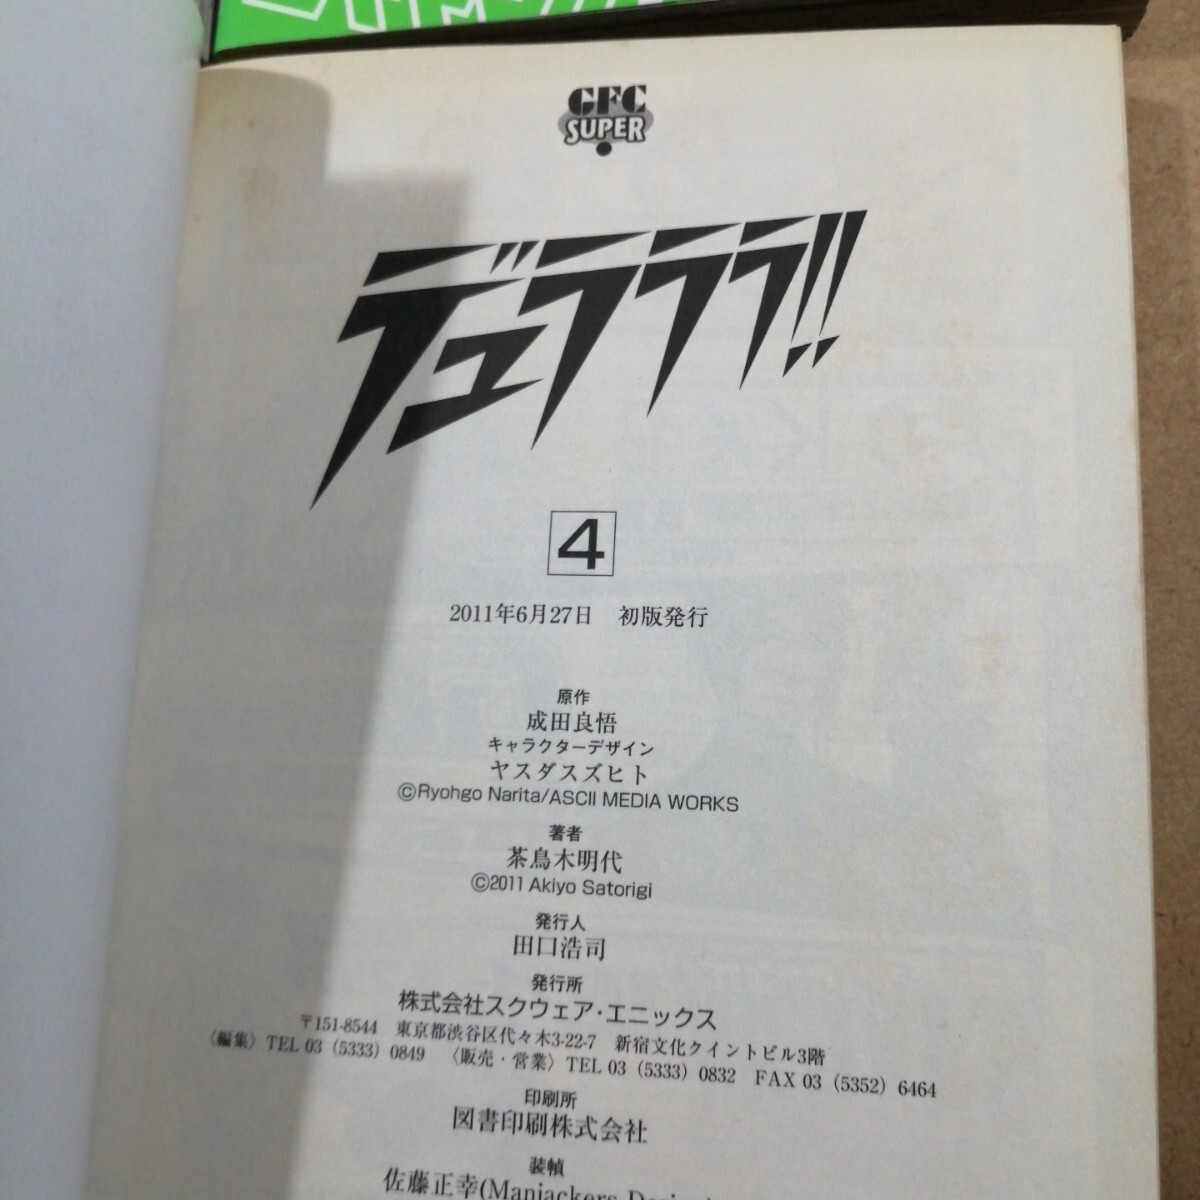 GFC
SUPER
デュラララ!!
4
2011年6月27日　初版発行
原作
成田良悟
キャラクターデザイン
ヤスダスズヒト
©Ryohgo Narita/ASCII MEDIA WORKS
著者
茶鳥木明代
©2011 Akiyo Satorigi
発行人
田口浩司
発行所
株式会社スクウェア・エニックス
〒151-8544　東京都渋谷区代々木3-22-7　新宿文化クイントビル3階
〈編集〉TEL 03（5333）0849　〈販売・営業〉TEL 03（5333）0832　FAX 03（5352）6464
印刷所
図書印刷株式会社
装幀
佐藤正幸(Maniackers Design)